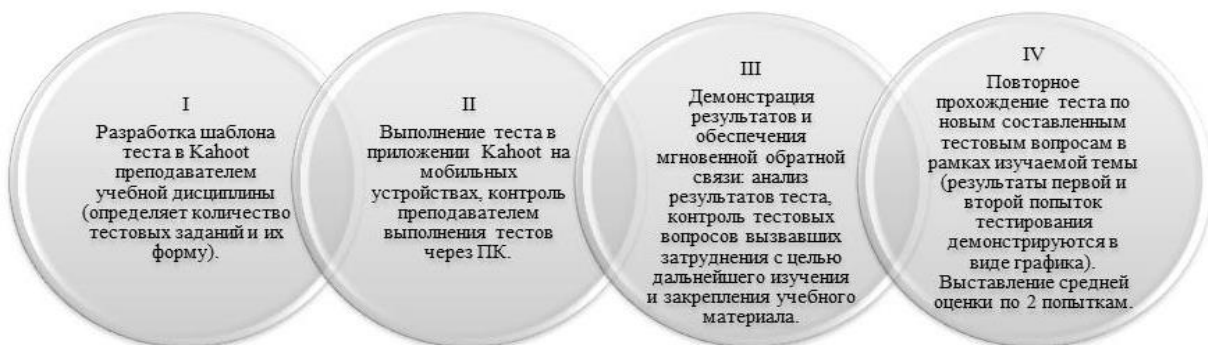 I
Разработка шаблона
теста в Kahoot
преподавателем
учебной дисциплины
(определяет количество
тестовых заданий и их
форму).
II
Выполнение теста в
приложении Kahoot на
мобильных
устройствах, контроль
преподавателем
выполнения тестов
через ПК.
III
Демонстрация
результатов и
обеспечения
мгновенной обратной
связи: анализ
результатов теста,
контроль тестовых
вопросов вызвавших
затруднения с целью
дальнейшего изучения
и закрепления учебного
материала.
IV
Повторное
прохождение теста по
новым составленным
тестовым вопросам в
рамках изучаемой темы
(результаты первой и
второй попыток
тестирования
демонстрируются в
виде графика).
Выставление средней
оценки по 2 попыткам.